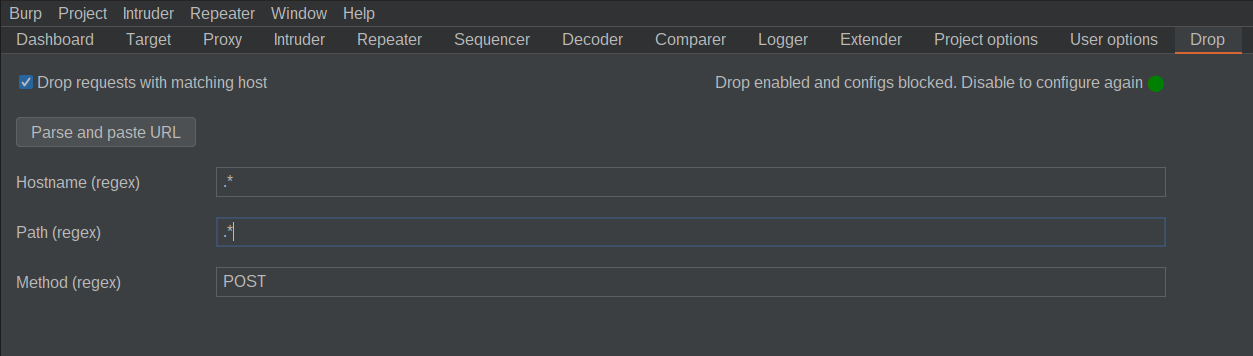 Burp Project Intruder Repeater Window Help
Dashboard Target Proxy Intruder Repeater Sequencer Decoder Comparer Logger Extender Project options User options Drop
Drop requests with matching host Drop enabled and configs blocked. Disable to configure again
Parse and paste URL
Hostname (regex) .*
Path (regex) .*
Method (regex) POST